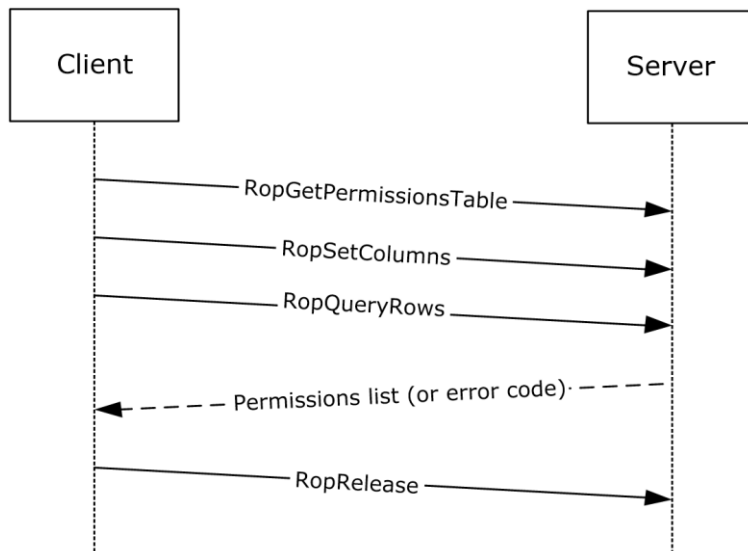 Client
Server
RopGetPermissionsTable
RopSetColumns
RopQueryRows
Permissions list (or error code)
RopRelease